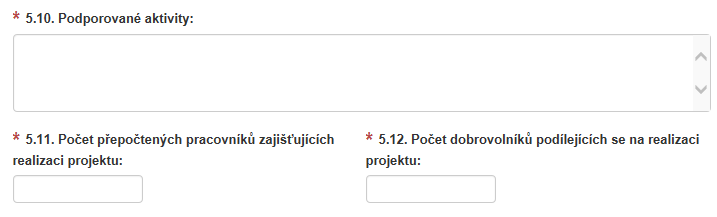 * 5.10. Podporované aktivity:
* 5.11. Počet přepočtených pracovníků zajišťujících
realizaci projektu:
* 5.12. Počet dobrovolníků podílejících se na realizaci
projektu: